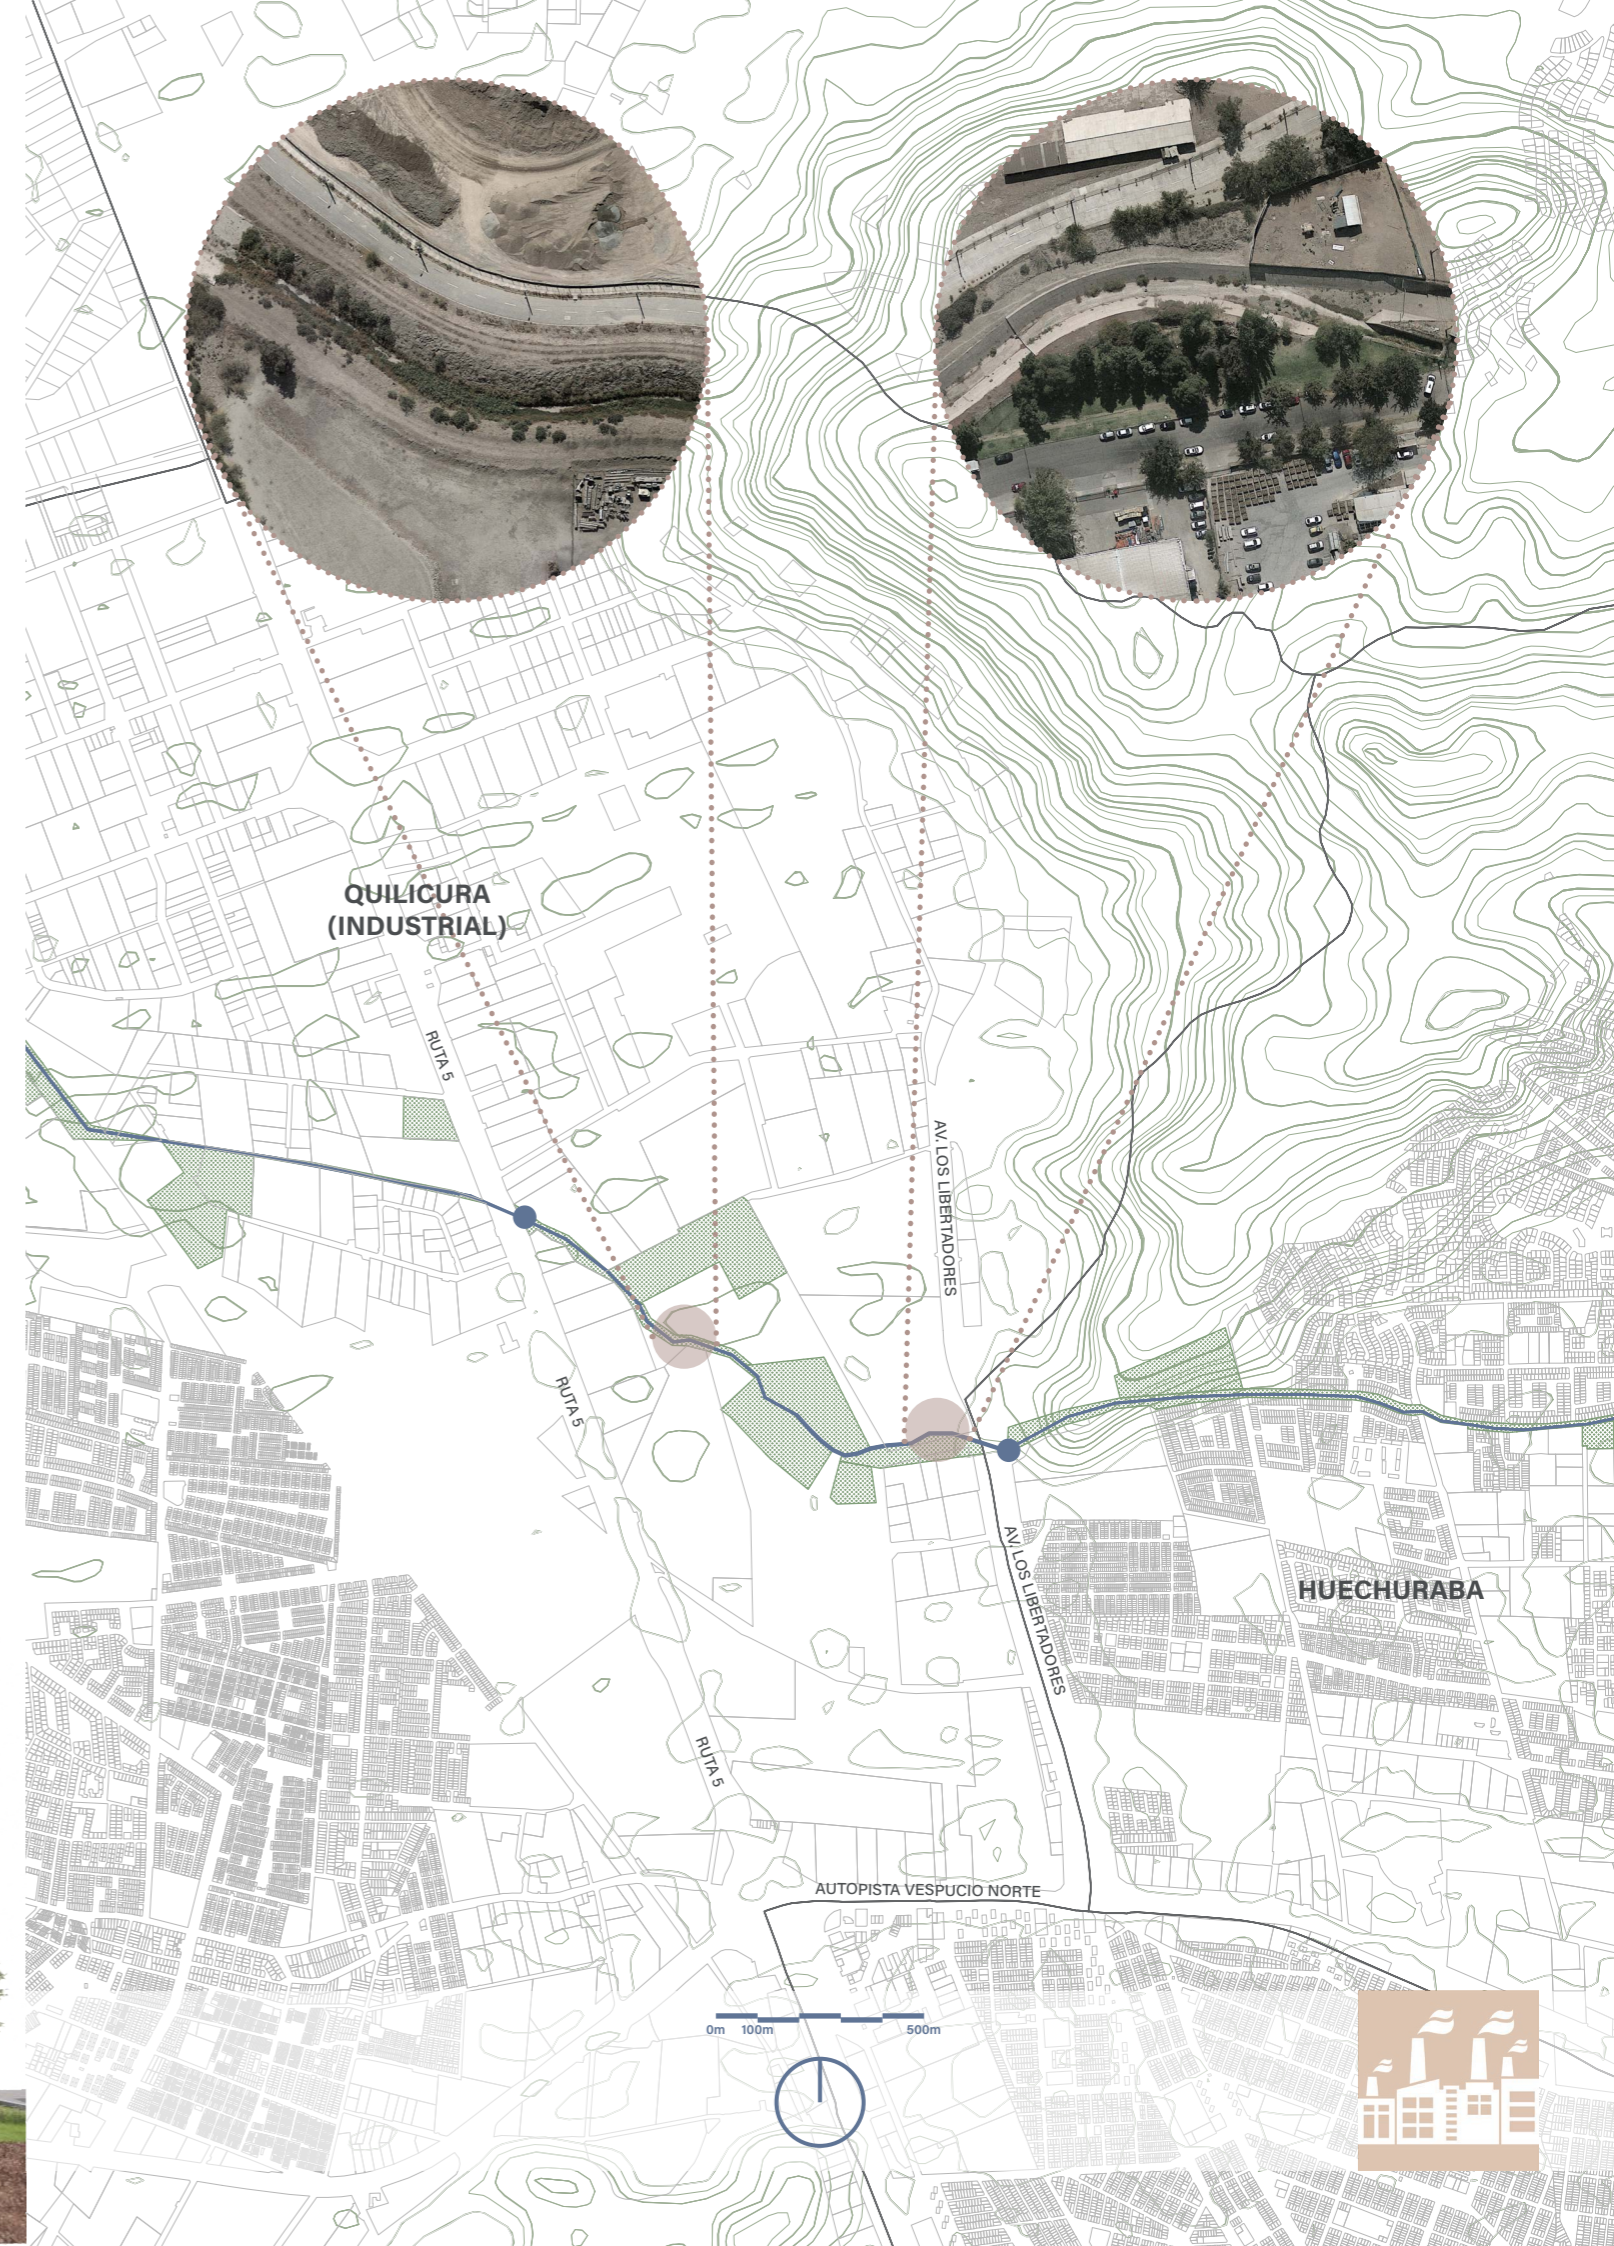 QUILICURA
(INDUSTRIAL)
RUTA 5
AV. LOS LIBERTADORES
RUTA 5
AV. LOS LIBERTADORES
HUECHURABA
RUTA 5
AUTOPISTA VESPUCIO NORTE
0m 100m 500m